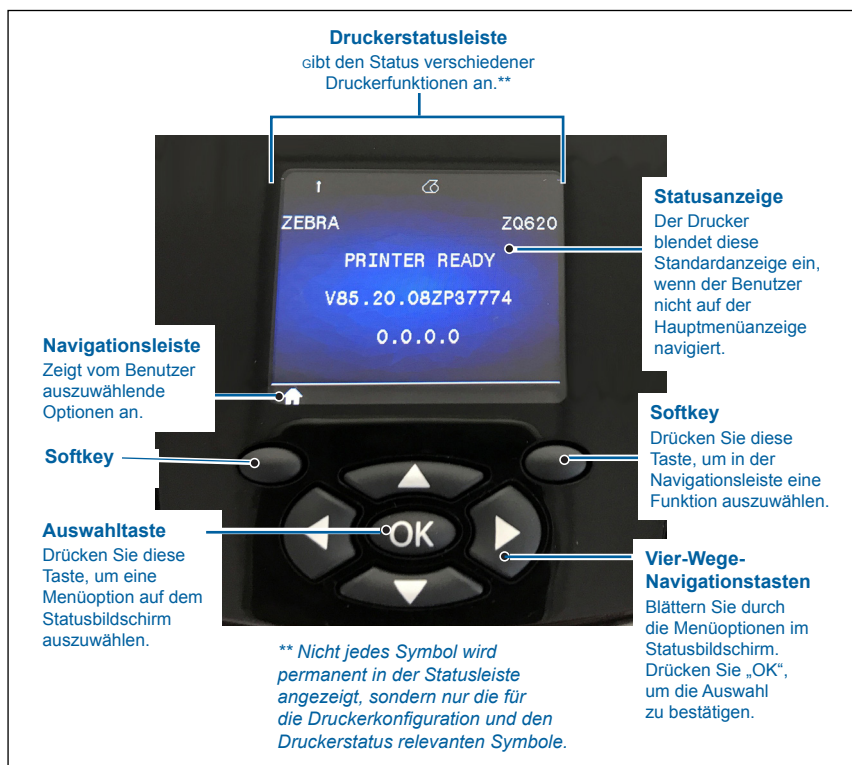 Druckerstatusleiste
Gibt den Status verschiedener
Druckerfunktionen an.**
ZEBRA
ZQ620
PRINTER READY
V85.20.08ZP37774
0.0.0.0
Statusanzeige
Der Drucker
blendet diese
Standardanzeige ein,
wenn der Benutzer
nicht auf der
Hauptmenüanzeige
navigiert.
Navigationsleiste
Zeigt vom Benutzer
auszuwählende
Optionen an.
Softkey
Softkey
Drücken Sie diese
Taste, um in der
Navigationsleiste eine
Funktion auszuwählen.
Auswahltaste
Drücken Sie diese
Taste, um eine
Menüoption auf dem
Statusbildschirm
auszuwählen.
OK
Vier-Wege-
Navigationstasten
Blättern Sie durch
die Menüoptionen im
Statusbildschirm.
Drücken Sie „OK“,
um die Auswahl
zu bestätigen.
** Nicht jedes Symbol wird
permanent in der Statusleiste
angezeigt, sondern nur die für
die Druckerkonfiguration und den
Druckerstatus relevanten Symbole.